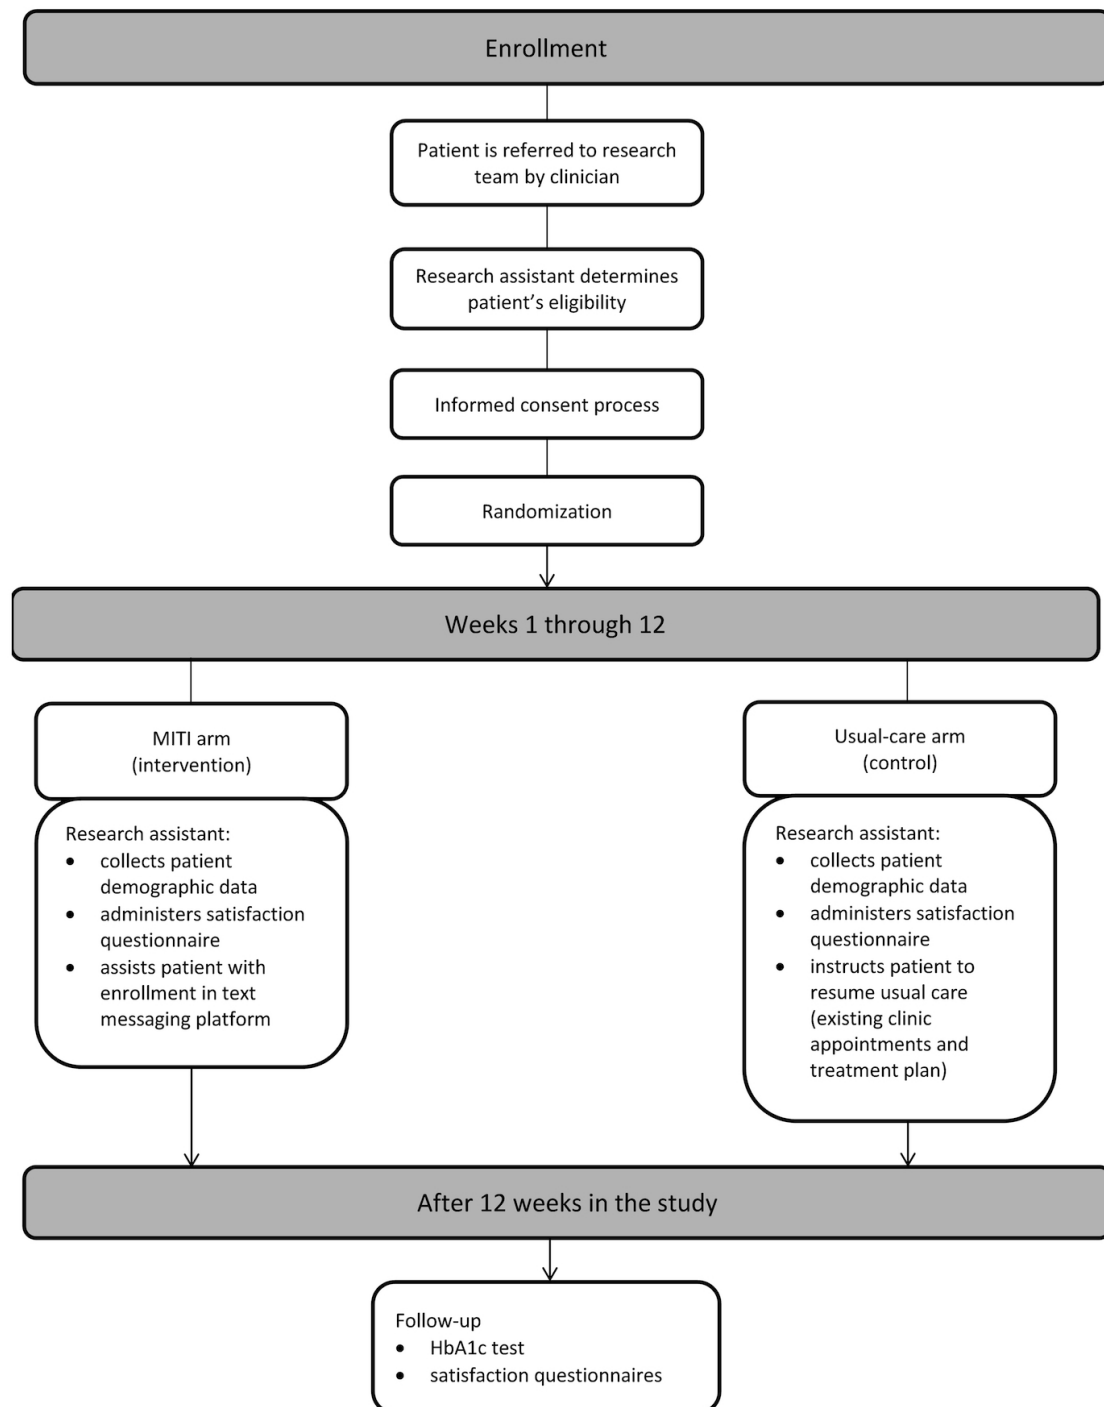 Enrollment
Patient is referred to research
team by clinician
Research assistant determines
patient’s eligibility
Informed consent process
Randomization
Weeks 1 through 12
MITI arm
(intervention)
Research assistant:
• collects patient
demographic data
• administers satisfaction
questionnaire
• assists patient with
enrollment in text
messaging platform
Usual-care arm
(control)
Research assistant:
• collects patient
demographic data
• administers satisfaction
questionnaire
• instructs patient to
resume usual care
(existing clinic
appointments and
treatment plan)
After 12 weeks in the study
Follow-up
• HbA1c test
• satisfaction questionnaires